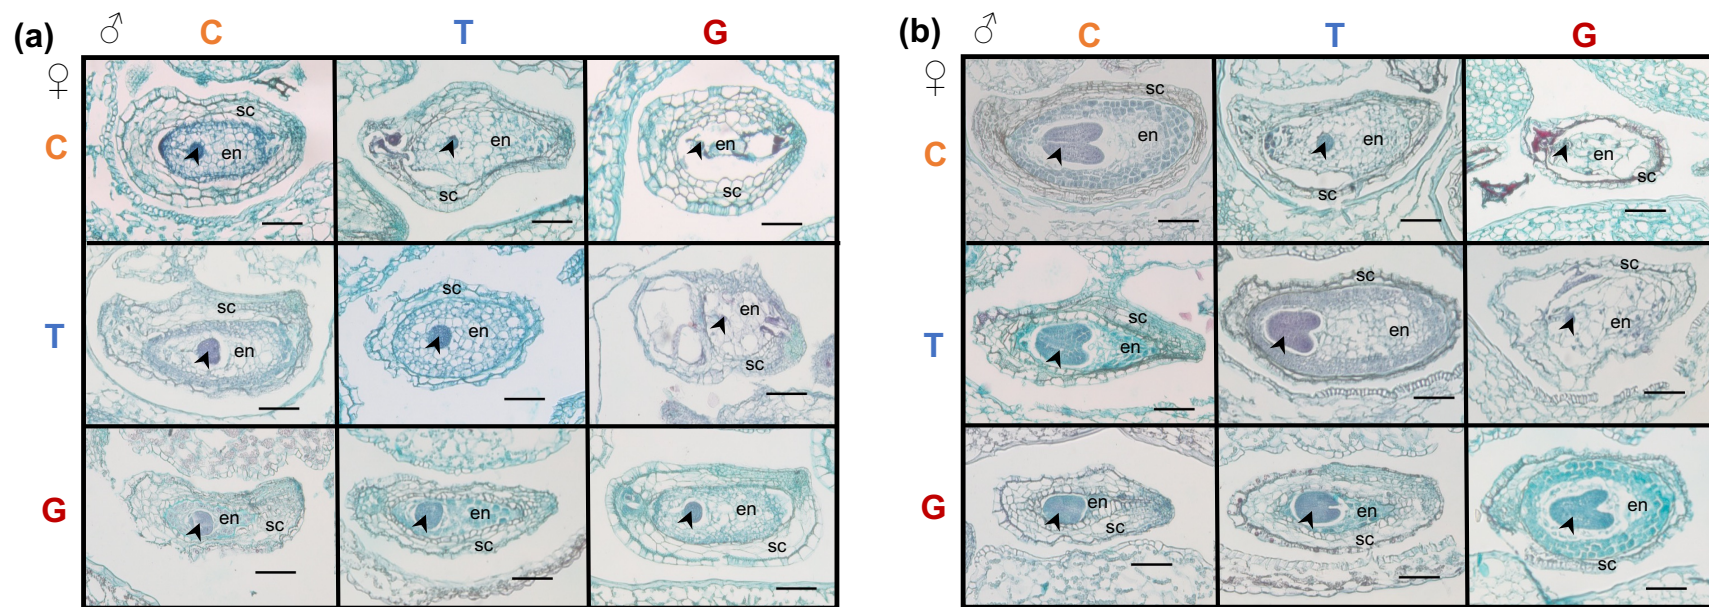 (a) ♂ C T G
♀
C sc en en sc en sc
T sc en sc en en sc
G en sc en sc en sc
(b) ♂ C T G
♀
C sc en en sc en sc
T sc en sc en sc en
G en sc en sc en sc